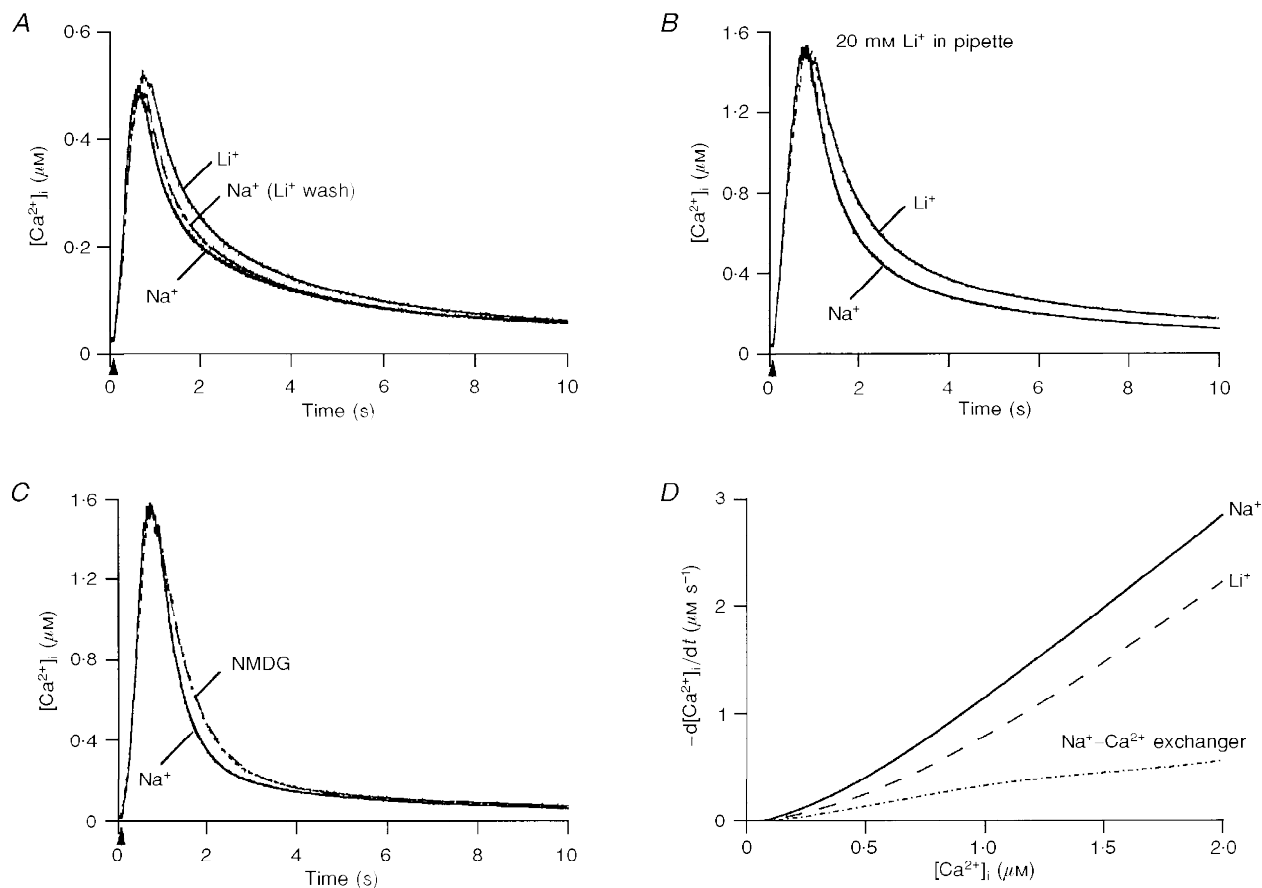 A
0·6
0·4
0·2
0
[Ca²⁺]ᵢ (μM)
Li⁺
Na⁺ (Li⁺ wash)
Na⁺
0 2 4 6 8 10
Time (s)
B
20 mM Li⁺ in pipette
1·6
1·2
0·8
0·4
0
[Ca²⁺]ᵢ (μM)
Li⁺
Na⁺
0 2 4 6 8 10
Time (s)
C
1·6
1·2
0·8
0·4
0
[Ca²⁺]ᵢ (μM)
NMDG
Na⁺
0 2 4 6 8 10
Time (s)
D
3
2
1
0
−d[Ca²⁺]ᵢ/dt (μM s⁻¹)
Na⁺
Li⁺
Na⁺–Ca²⁺ exchanger
0 0·5 1·0 1·5 2·0
[Ca²⁺]ᵢ (μM)